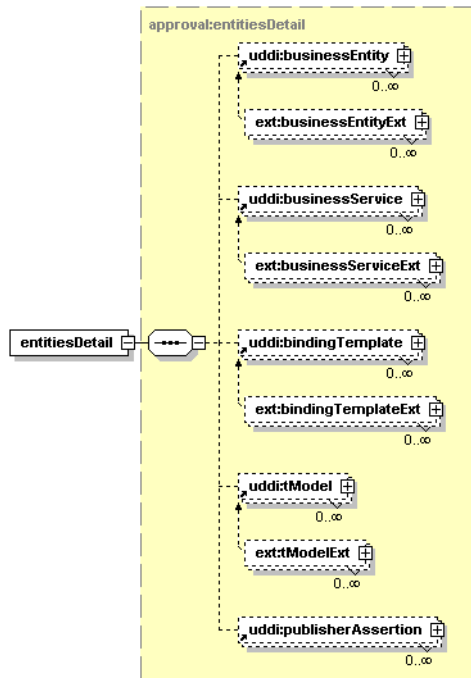 approval:entitiesDetail
uddi:businessEntity
0..∞
ext:businessEntityExt
0..∞
uddi:businessService
0..∞
ext:businessServiceExt
0..∞
entitiesDetail
uddi:bindingTemplate
0..∞
ext:bindingTemplateExt
0..∞
uddi:tModel
0..∞
ext:tModelExt
0..∞
uddi:publisherAssertion
0..∞